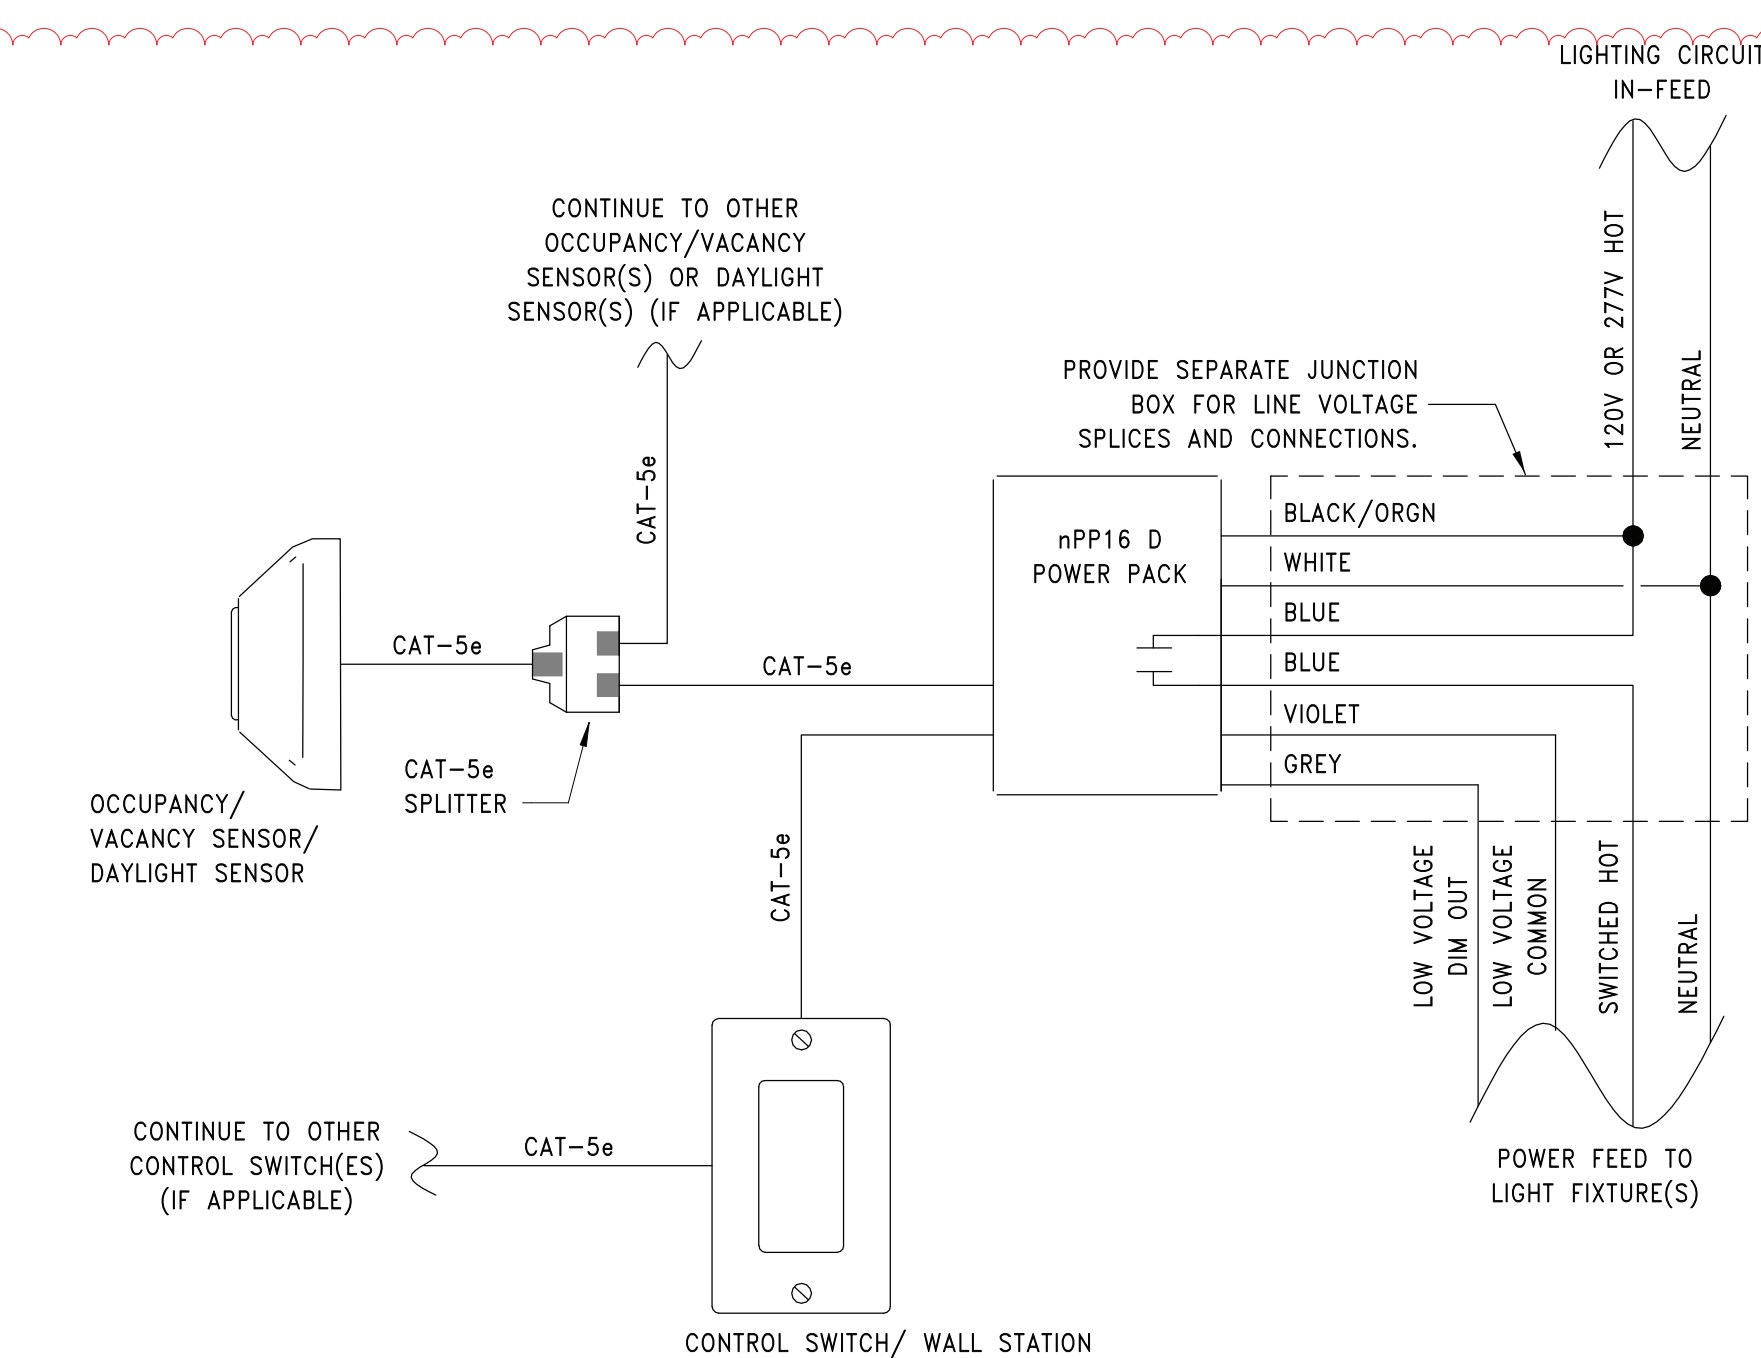 LIGHTING CIRCUIT
IN-FEED
CONTINUE TO OTHER
OCCUPANCY/VACANCY
SENSOR(S) OR DAYLIGHT
SENSOR(S) (IF APPLICABLE)
120V OR 277V HOT
NEUTRAL
PROVIDE SEPARATE JUNCTION
BOX FOR LINE VOLTAGE
SPLICES AND CONNECTIONS.
CAT-5e
nPP16 D
POWER PACK
BLACK/ORGN
WHITE
BLUE
BLUE
VIOLET
GREY
CAT-5e
CAT-5e
CAT-5e
SPLITTER
OCCUPANCY/
VACANCY SENSOR/
DAYLIGHT SENSOR
CAT-5e
LOW VOLTAGE
DIM OUT
LOW VOLTAGE
COMMON
SWITCHED HOT
NEUTRAL
CONTINUE TO OTHER
CONTROL SWITCH(ES)
(IF APPLICABLE)
CAT-5e
POWER FEED TO
LIGHT FIXTURE(S)
CONTROL SWITCH/ WALL STATION